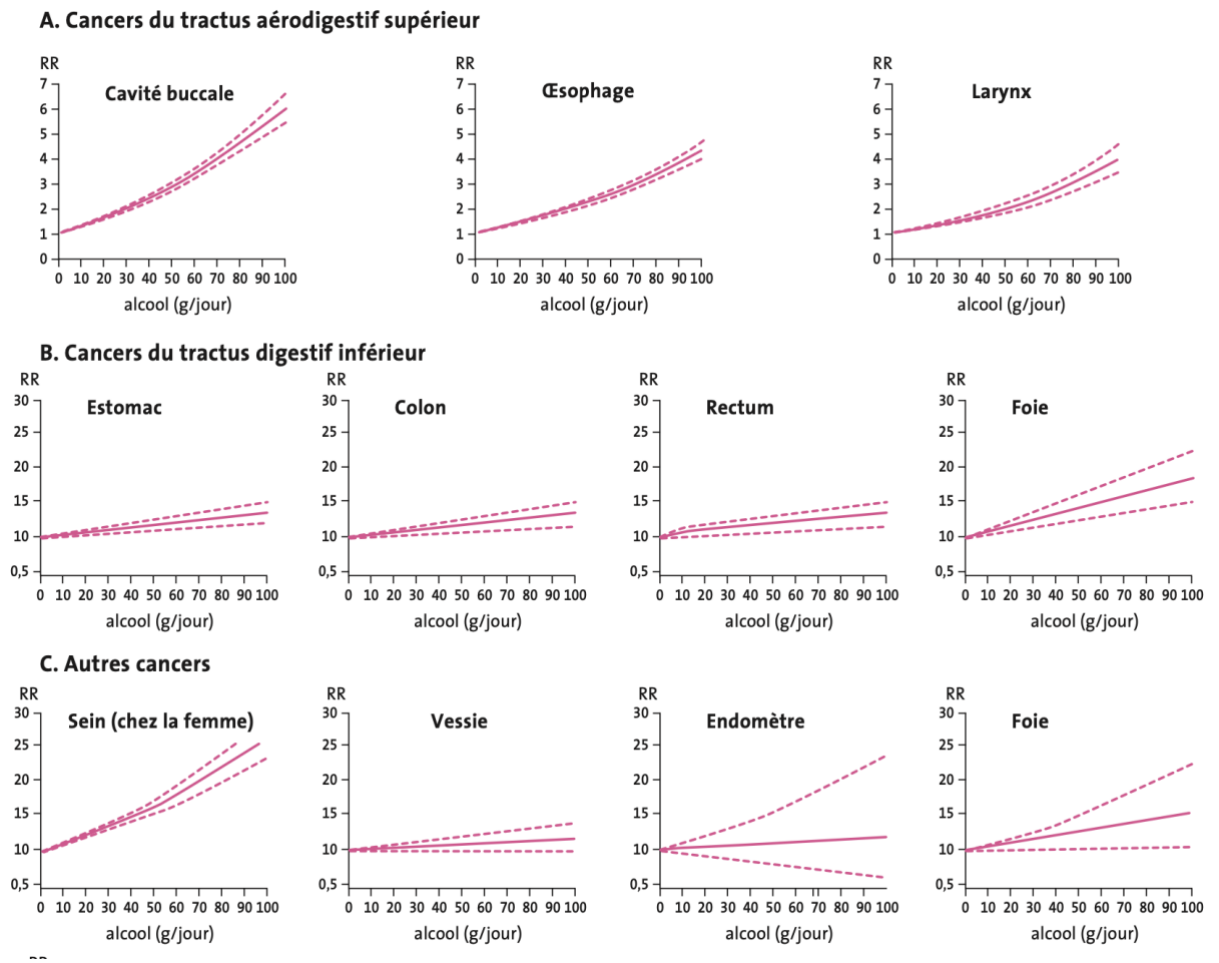 A. Cancers du tractus aérodigestif supérieur
RR RR RR
Cavité buccale Œsophage Larynx
7 7 7
6 6 6
5 5 5
4 4 4
3 3 3
2 2 2
1 1 1
0 0 0
0 10 20 30 40 50 60 70 80 90 100 0 10 20 30 40 50 60 70 80 90 100 0 10 20 30 40 50 60 70 80 90 100
alcool (g/jour) alcool (g/jour) alcool (g/jour)
B. Cancers du tractus digestif inférieur
RR RR RR RR
30 30 30 30
Estomac Colon Rectum Foie
25 25 25 25
20 20 20 20
15 15 15 15
10 10 10 10
0,5 0,5 0,5 0,5
0 10 20 30 40 50 60 70 80 90 100 0 10 20 30 40 50 60 70 80 90 100 0 10 20 30 40 50 60 70 80 90 100 0 10 20 30 40 50 60 70 80 90 100
alcool (g/jour) alcool (g/jour) alcool (g/jour) alcool (g/jour)
C. Autres cancers
RR RR RR RR
30 30 30 30
Sein (chez la femme) Vessie Endomètre Foie
25 25 25 25
20 20 20 20
15 15 15 15
10 10 10 10
0,5 0,5 0,5 0,5
0 10 20 30 40 50 60 70 80 90 100 0 10 20 30 40 50 60 70 80 90 100 0 10 20 30 40 50 60 70 80 90 100 0 10 20 30 40 50 60 70 80 90 100
alcool (g/jour) alcool (g/jour) alcool (g/jour) alcool (g/jour)
RR